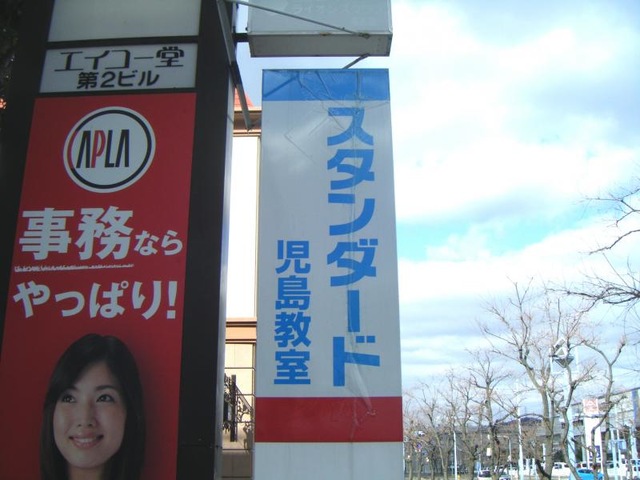 エイコー堂
第2ビル
APLA
事務なら
やっぱり!
スタンダード
児島教室